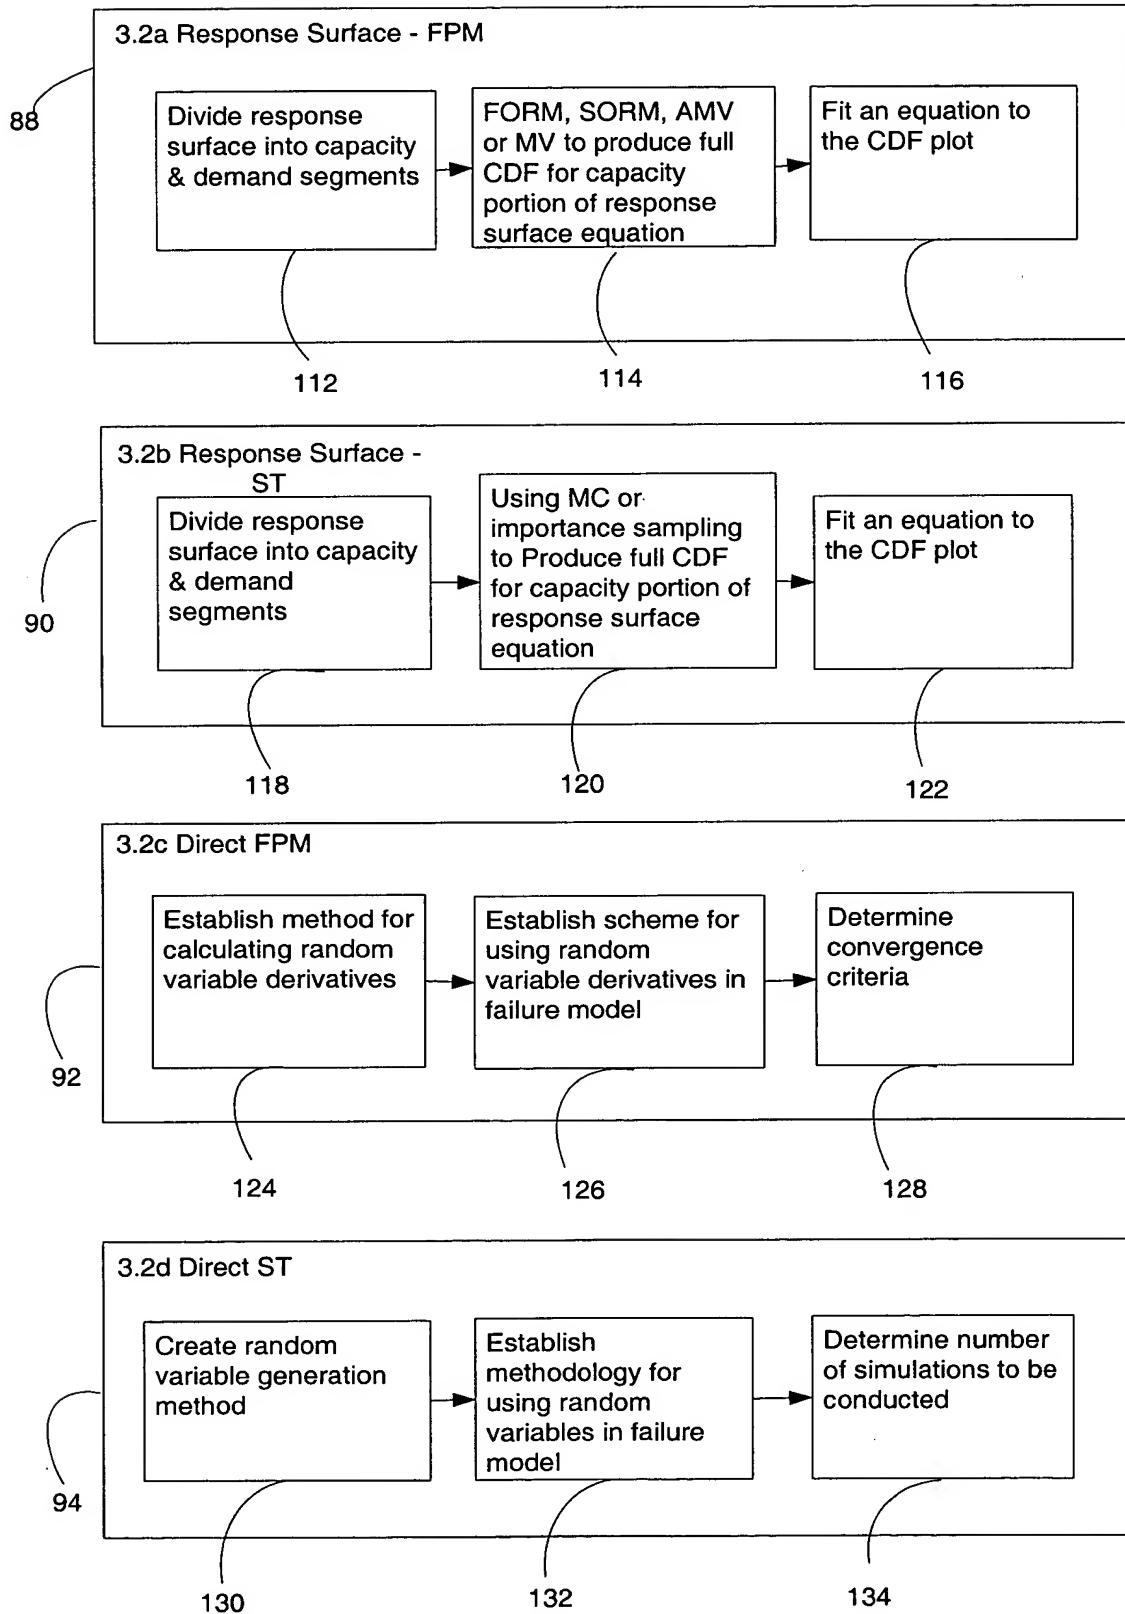 3.2a Response Surface - FPM
88
Divide response
surface into capacity
& demand segments
FORM, SORM, AMV
or MV to produce full
CDF for capacity
portion of response
surface equation
Fit an equation to
the CDF plot
112
114
116
3.2b Response Surface -
ST
90
Divide response
surface into capacity
& demand
segments
Using MC or
importance sampling
to Produce full CDF
for capacity portion of
response surface
equation
Fit an equation to
the CDF plot
118
120
122
3.2c Direct FPM
92
Establish method for
calculating random
variable derivatives
Establish scheme for
using random
variable derivatives in
failure model
Determine
convergence
criteria
124
126
128
3.2d Direct ST
94
Create random
variable generation
method
Establish
methodology for
using random
variables in failure
model
Determine number
of simulations to be
conducted
130
132
134